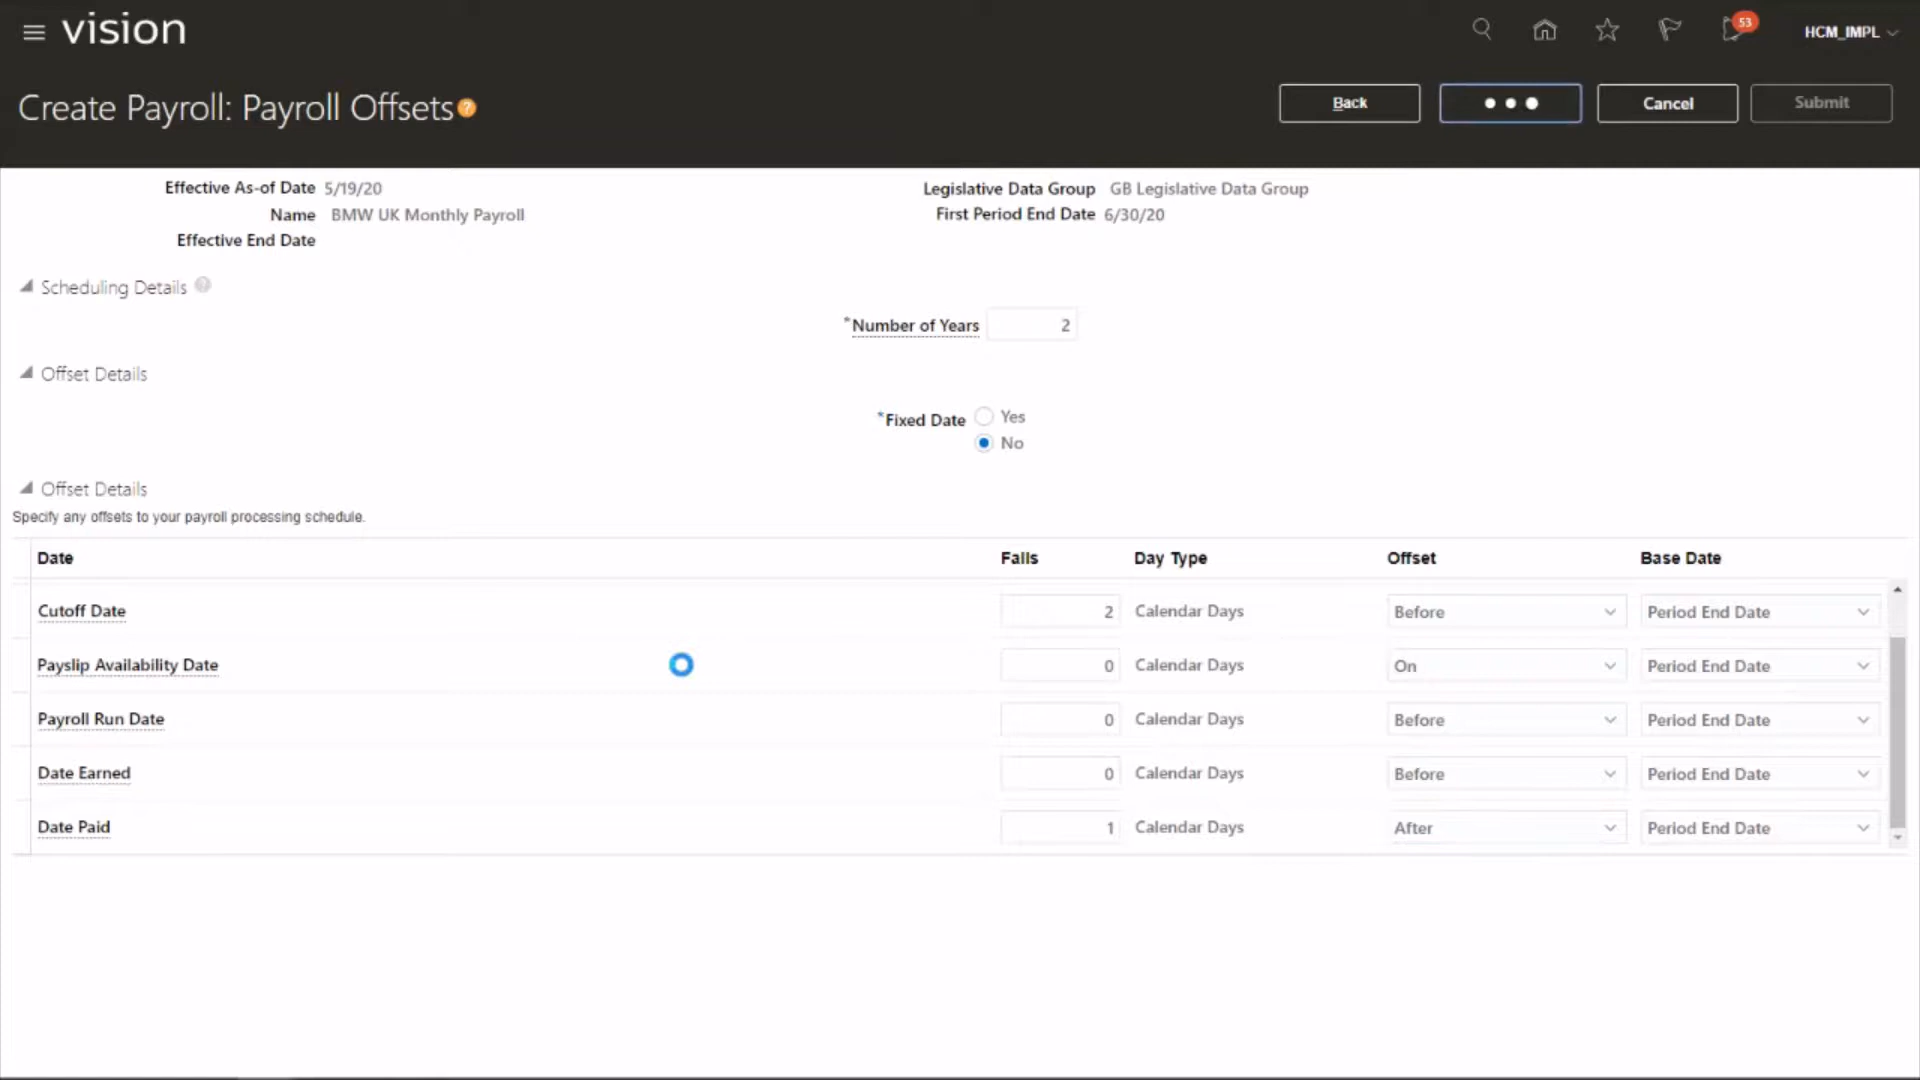 vision
53
HCM_IMPL
Create Payroll: Payroll Offsets
?
Back
Cancel
Submit
Effective As-of Date 5/19/20
Legislative Data Group GB Legislative Data Group
Name BMW UK Monthly Payroll
First Period End Date 6/30/20
Effective End Date
Scheduling Details
?
*Number of Years 2
Offset Details
*Fixed Date Yes
No
Offset Details
Specify any offsets to your payroll processing schedule.
Date Falls Day Type Offset Base Date
Cutoff Date 2 Calendar Days Before Period End Date
Payslip Availability Date 0 Calendar Days On Period End Date
Payroll Run Date 0 Calendar Days Before Period End Date
Date Earned 0 Calendar Days Before Period End Date
Date Paid 1 Calendar Days After Period End Date